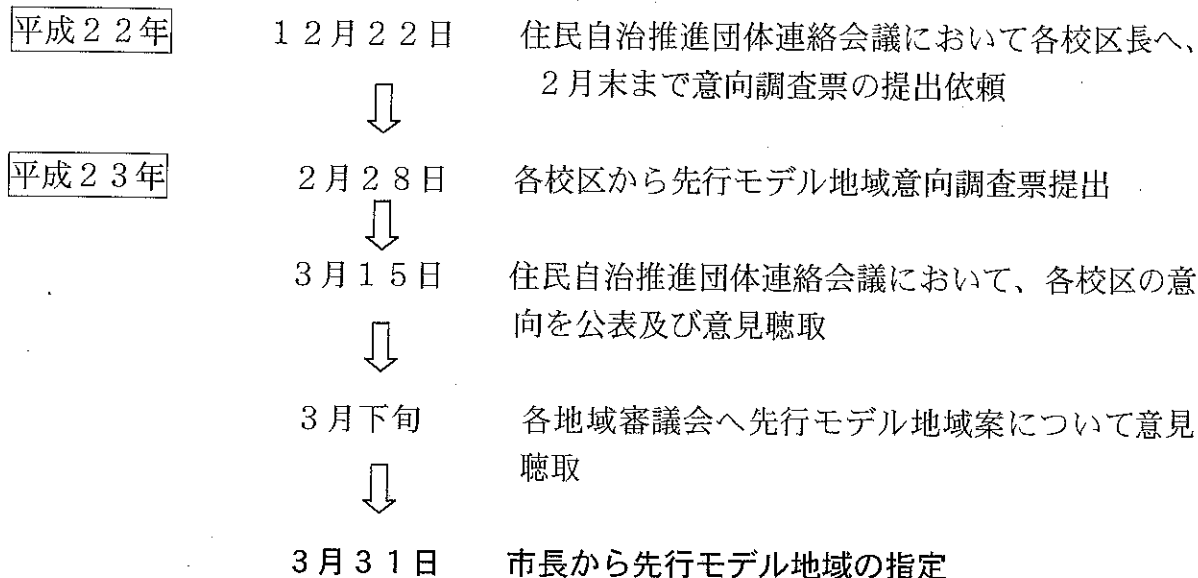 平成２２年 １２月２２日 住民自治推進団体連絡会議において各校区長へ、
２月末まで意向調査票の提出依頼
⇩
平成２３年 ２月２８日 各校区から先行モデル地域意向調査票提出
⇩
３月１５日 住民自治推進団体連絡会議において、各校区の意
向を公表及び意見聴取
⇩
３月下旬 各地域審議会へ先行モデル地域案について意見
聴取
⇩
３月３１日 市長から先行モデル地域の指定